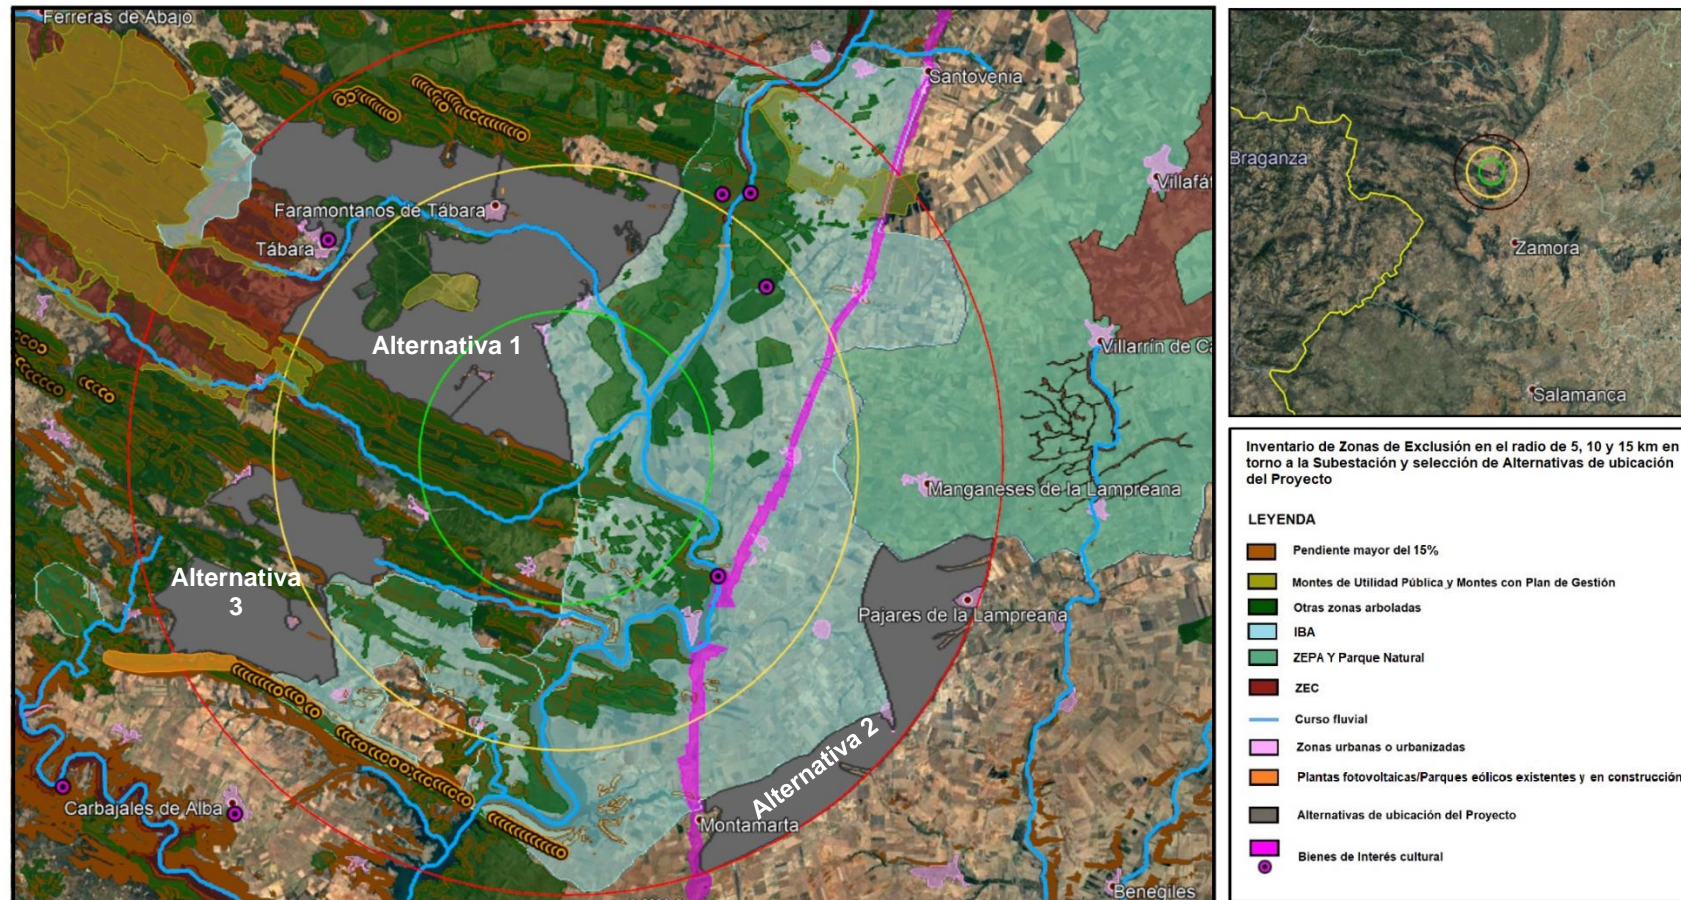 Ferreras de Abajo
Santovenia
Villafáf
Faramontanos de Tábara
Tábara
Alternativa 1
Villarrín de Ca
Manganeses de la Lampreana
Alternativa
3
Pajares de la Lampreana
Alternativa 2
Carbajales de Alba
Montamarta
Benegiles
Braganza
Zamora
Salamanca
Inventario de Zonas de Exclusión en el radio de 5, 10 y 15 km en
torno a la Subestación y selección de Alternativas de ubicación
del Proyecto
LEYENDA
Pendiente mayor del 15%
Montes de Utilidad Pública y Montes con Plan de Gestión
Otras zonas arboladas
IBA
ZEPA Y Parque Natural
ZEC
Curso fluvial
Zonas urbanas o urbanizadas
Plantas fotovoltaicas/Parques eólicos existentes y en construcción
Alternativas de ubicación del Proyecto
Bienes de Interés cultural